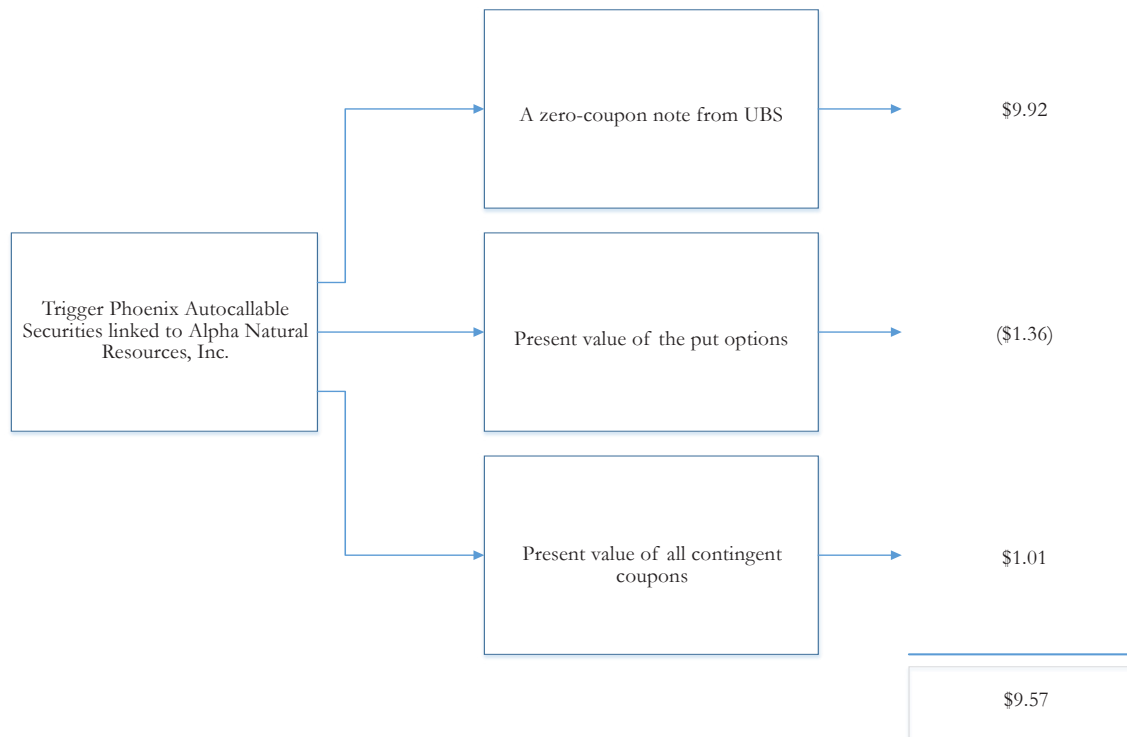 A zero-coupon note from UBS
$9.92
Trigger Phoenix Autocallable
Securities linked to Alpha Natural
Resources, Inc.
Present value of the put options
($1.36)
Present value of all contingent
coupons
$1.01
$9.57